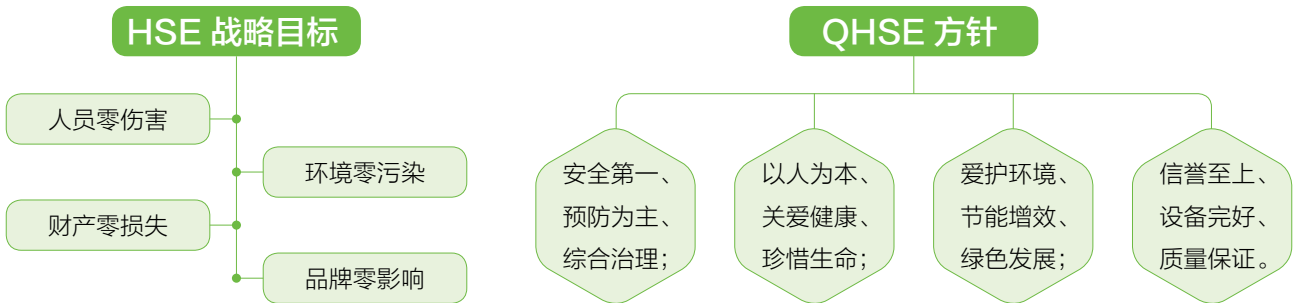 HSE 战略目标
人员零伤害
环境零污染
财产零损失
品牌零影响
QHSE 方针
安全第一、
预防为主、
综合治理；
以人为本、
关爱健康、
珍惜生命；
爱护环境、
节能增效、
绿色发展；
信誉至上、
设备完好、
质量保证。